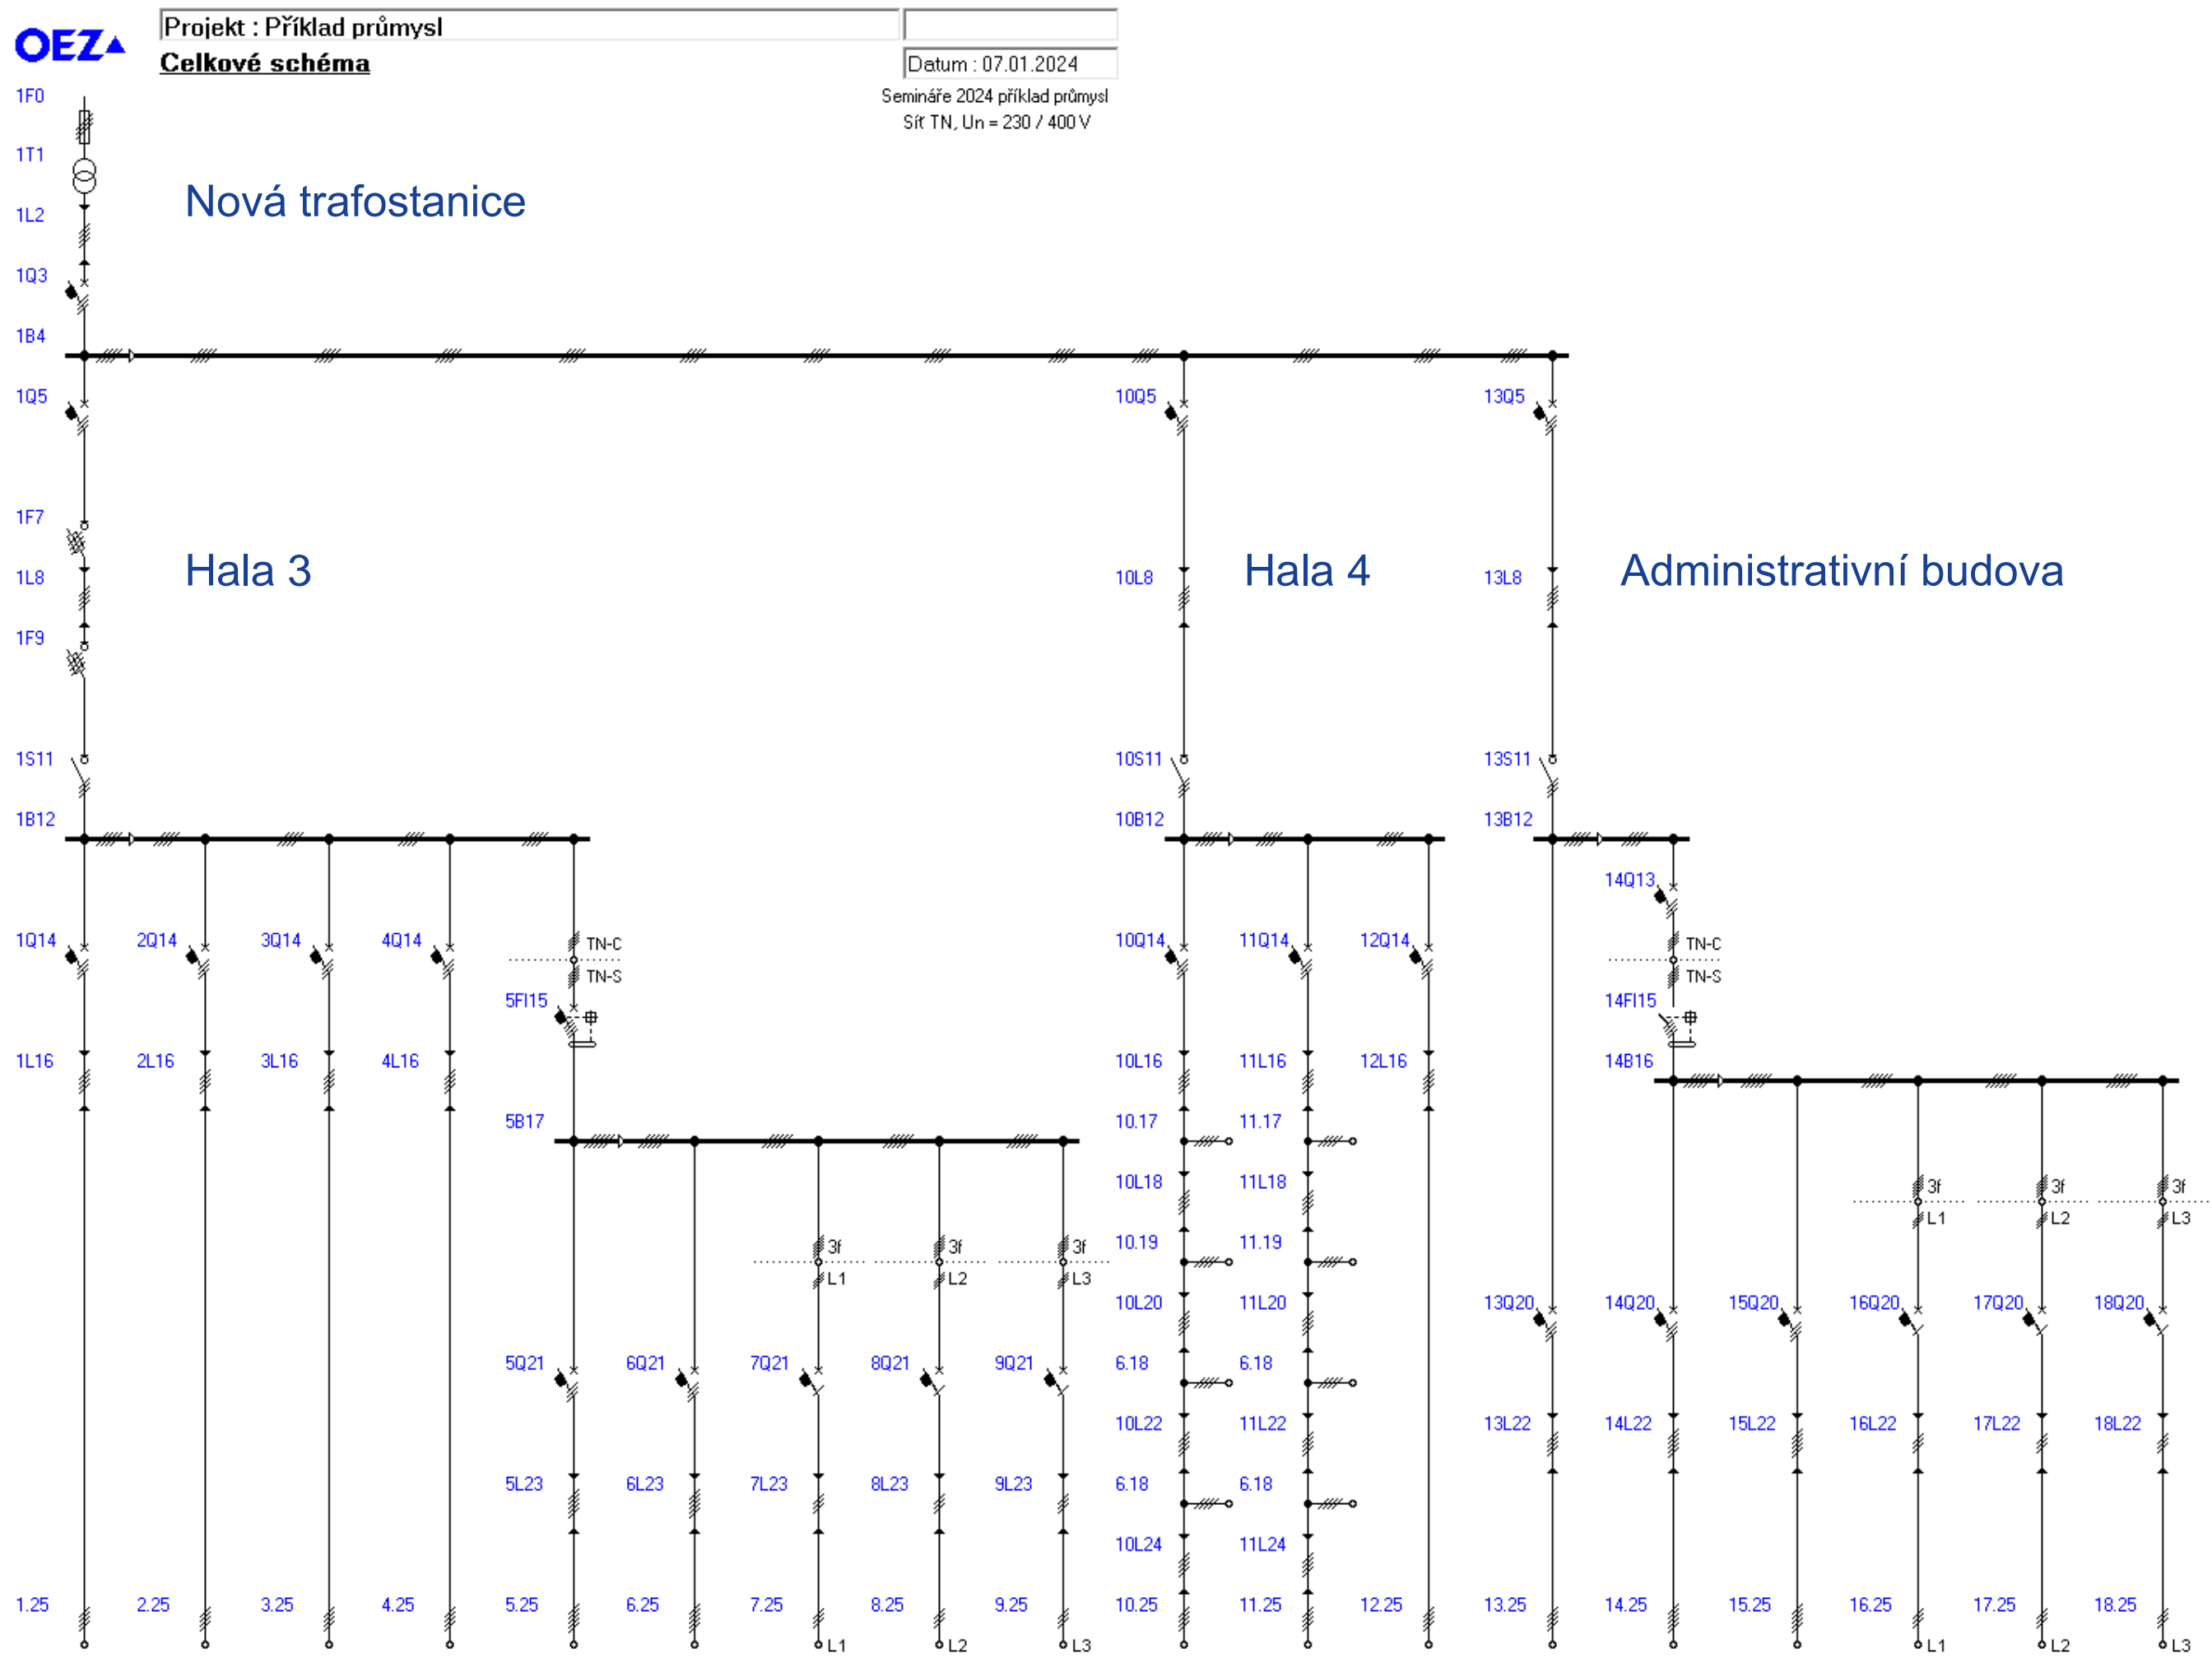 OEZ
Projekt : Příklad průmysl
Celkové schéma
Datum : 07.01.2024
Semináře 2024 příklad průmysl
Síť TN, Un = 230 / 400 V
1F0
1T1
Nová trafostanice
1L2
1Q3
1B4
1Q5 10Q5 13Q5
1F7
Hala 3 Hala 4 Administrativní budova
1L8 10L8 13L8
1F9
1S11 10S11 13S11
1B12 10B12 13B12
14Q13
1Q14 2Q14 3Q14 4Q14 TN-C 10Q14 11Q14 12Q14 TN-C
TN-S TN-S
5FI15 14FI15
1L16 2L16 3L16 4L16 10L16 11L16 12L16 14B16
5B17 10.17 11.17
10L18 11L18 3f 3f 3f
L1 L2 L3
3f 3f 3f 10.19 11.19
L1 L2 L3
10L20 11L20 13Q20 14Q20 15Q20 16Q20 17Q20 18Q20
5Q21 6Q21 7Q21 8Q21 9Q21 6.18 6.18
10L22 11L22 13L22 14L22 15L22 16L22 17L22 18L22
5L23 6L23 7L23 8L23 9L23 6.18 6.18
10L24 11L24
1.25 2.25 3.25 4.25 5.25 6.25 7.25 8.25 9.25 10.25 11.25 12.25 13.25 14.25 15.25 16.25 17.25 18.25
L1 L2 L3 L1 L2 L3